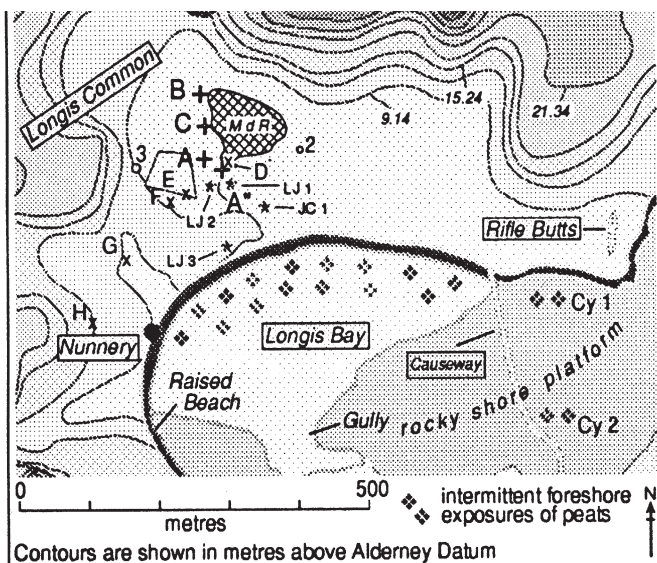 Longis Common
B
C
M d R
9.14
15.24
21.34
3
A
2
D
E
F
LJ 1
LJ 2
A*
JC 1
G
LJ 3
Rifle Butts
H
Nunnery
Longis Bay
Cy 1
Causeway
Raised
Beach
Gully
rocky shore platform
Cy 2
0
500
metres
intermittent foreshore
exposures of peats
N
Contours are shown in metres above Alderney Datum